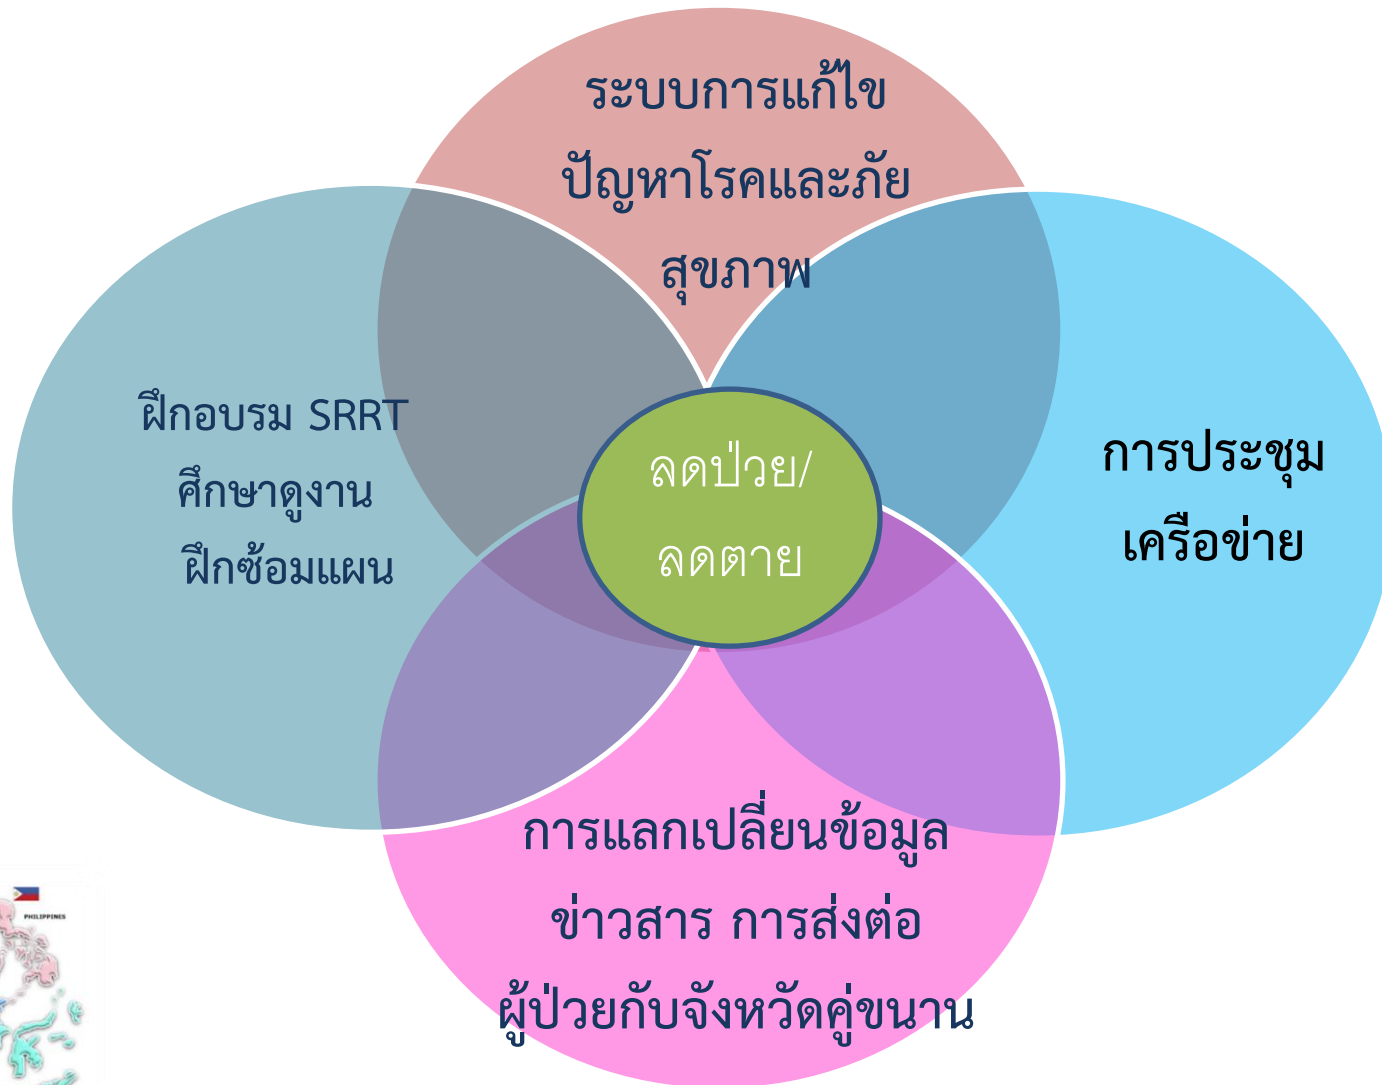 ระบบการแก้ไข
ปัญหาโรคและภัย
สุขภาพ
ฝึกอบรม SRRT
ศึกษาดูงาน
ฝึกซ้อมแผน
ลดป่วย/
ลดตาย
การประชุม
เครือข่าย
การแลกเปลี่ยนข้อมูล
ข่าวสาร การส่งต่อ
ผู้ป่วยกับจังหวัดคู่ขนาน
PHILIPPINES